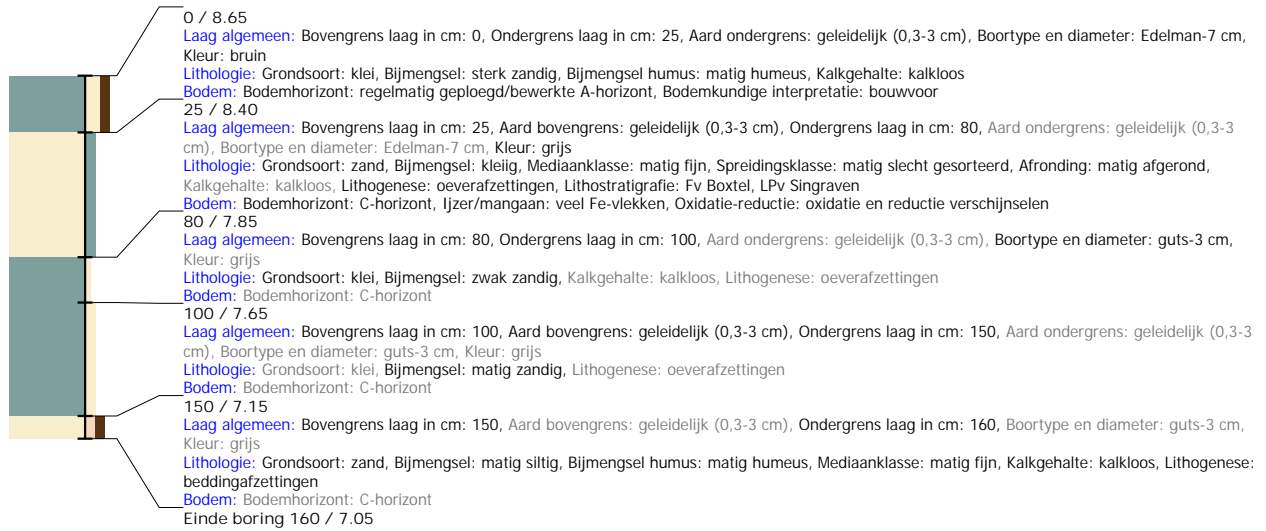 0 / 8.65
Laag algemeen: Bovengrens laag in cm: 0, Ondergrens laag in cm: 25, Aard ondergrens: geleidelijk (0,3-3 cm), Boortype en diameter: Edelman-7 cm,
Kleur: bruin
Lithologie: Grondsoort: klei, Bijmengsel: sterk zandig, Bijmengsel humus: matig humeus, Kalkgehalte: kalkloos
Bodem: Bodemhorizont: regelmatig geploegd/bewerkte A-horizont, Bodemkundige interpretatie: bouwvoor
25 / 8.40
Laag algemeen: Bovengrens laag in cm: 25, Aard bovengrens: geleidelijk (0,3-3 cm), Ondergrens laag in cm: 80, Aard ondergrens: geleidelijk (0,3-3
cm), Boortype en diameter: Edelman-7 cm, Kleur: grijs
Lithologie: Grondsoort: zand, Bijmengsel: kleiig, Mediaanklasse: matig fijn, Spreidingsklasse: matig slecht gesorteerd, Afronding: matig afgerond,
Kalkgehalte: kalkloos, Lithogenese: oeverafzettingen, Lithostratigrafie: Fv Boxtel, LPv Singraven
Bodem: Bodemhorizont: C-horizont, Ijzer/mangaan: veel Fe-vlekken, Oxidatie-reductie: oxidatie en reductie verschijnselen
80 / 7.85
Laag algemeen: Bovengrens laag in cm: 80, Ondergrens laag in cm: 100, Aard ondergrens: geleidelijk (0,3-3 cm), Boortype en diameter: guts-3 cm,
Kleur: grijs
Lithologie: Grondsoort: klei, Bijmengsel: zwak zandig, Kalkgehalte: kalkloos, Lithogenese: oeverafzettingen
Bodem: Bodemhorizont: C-horizont
100 / 7.65
Laag algemeen: Bovengrens laag in cm: 100, Aard bovengrens: geleidelijk (0,3-3 cm), Ondergrens laag in cm: 150, Aard ondergrens: geleidelijk (0,3-3
cm), Boortype en diameter: guts-3 cm, Kleur: grijs
Lithologie: Grondsoort: klei, Bijmengsel: matig zandig, Lithogenese: oeverafzettingen
Bodem: Bodemhorizont: C-horizont
150 / 7.15
Laag algemeen: Bovengrens laag in cm: 150, Aard bovengrens: geleidelijk (0,3-3 cm), Ondergrens laag in cm: 160, Boortype en diameter: guts-3 cm,
Kleur: grijs
Lithologie: Grondsoort: zand, Bijmengsel: matig siltig, Bijmengsel humus: matig humeus, Mediaanklasse: matig fijn, Kalkgehalte: kalkloos, Lithogenese:
beddingafzettingen
Bodem: Bodemhorizont: C-horizont
Einde boring 160 / 7.05